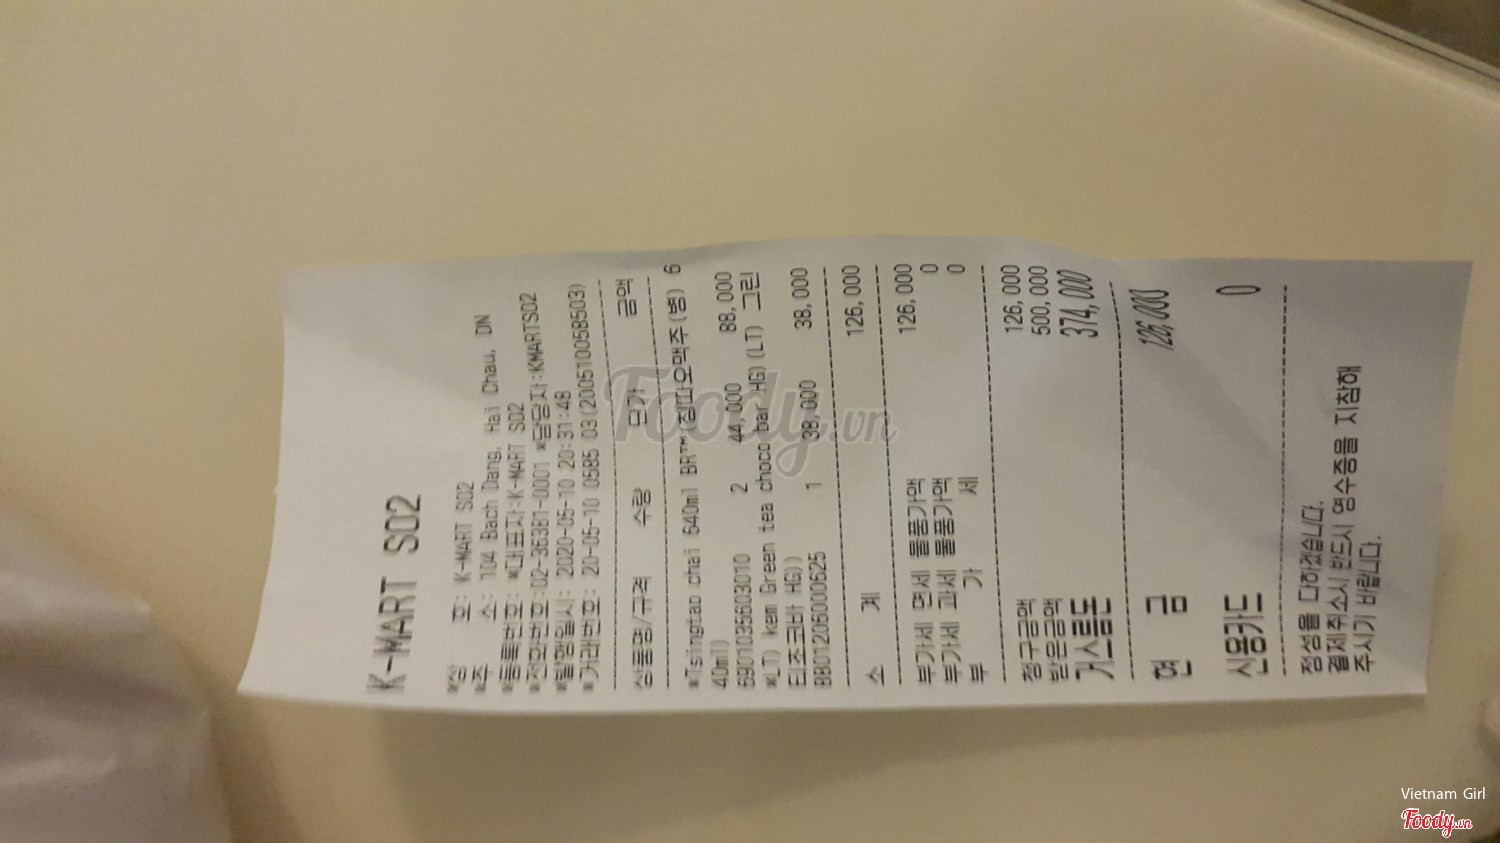 K-MART S02
*상 호: K-MART S02
*주 소: 104 Bach Dang, Hai Chau, DN
*등록번호: *대표자:K-MART S02
*전화번호:02-36381-0001 *담당자:KMARTS02
*발행일시: 2020-05-10 20:31:48
*거래번호: 20-05-10 0585 03(200510058503)
상품명/규격 수량 단가 금액
*Tsingtao chai 640ml BR™(칭따오맥주(병) 6
40ml)
6901035603010 2 44,000 88,000
*LT) kem Green tea choco bar HG)(LT) 그린
티초코바 HG))
8801206000625 1 38,000 38,000
소 계 126,000
부가세 면세 물품가액 126,000
부가세 과세 물품가액 0
부 가 세 0
청구금액 126,000
받은금액 500,000
거스름돈 374,000
현 금 126,000
신용카드 0
정성을 다하겠습니다.
결제취소시 반드시 영수증을 지참해
주시기 바랍니다.
Foody.vn
Vietnam Girl
Foody.vn